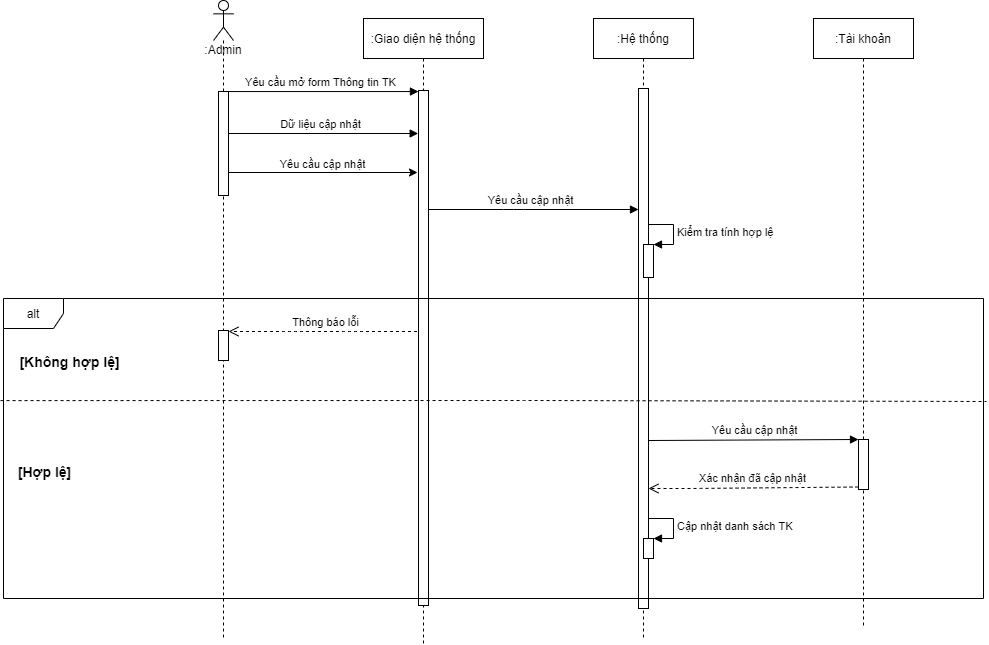 :Admin
:Giao diện hệ thống
:Hệ thống
:Tài khoản
Yêu cầu mở form Thông tin TK
Dữ liệu cập nhật
Yêu cầu cập nhật
Yêu cầu cập nhật
Kiểm tra tính hợp lệ
alt
Thông báo lỗi
[Không hợp lệ]
Yêu cầu cập nhật
[Hợp lệ]
Xác nhận đã cập nhật
Cập nhật danh sách TK